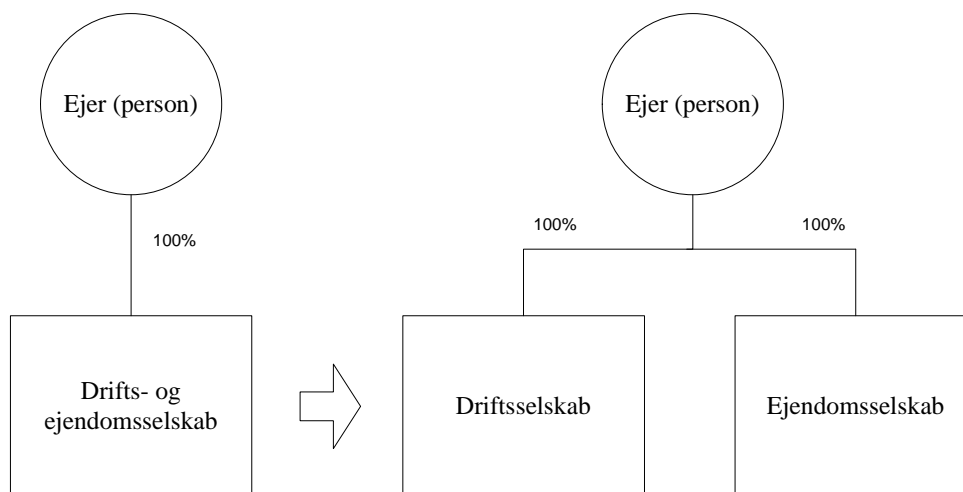 Ejer (person)
Ejer (person)
100%
100%
100%
Drifts- og
ejendomsselskab
Driftsselskab
Ejendomsselskab